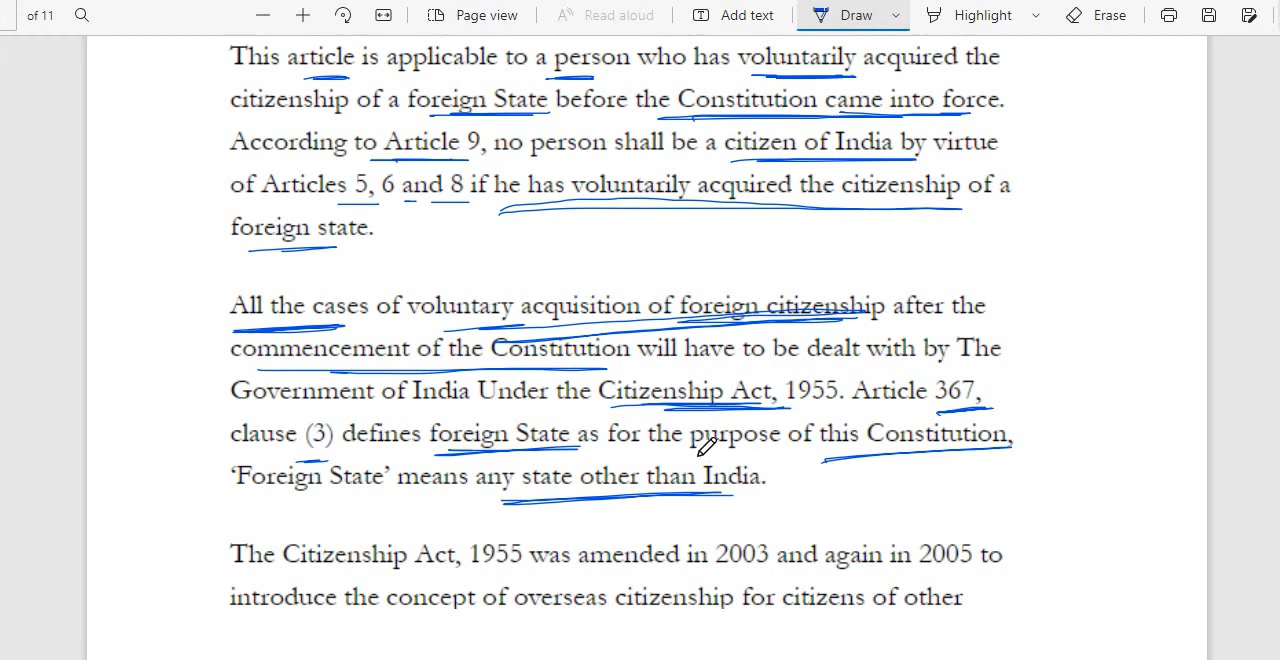 of 11
Page view
Read aloud
Add text
Draw
Highlight
Erase
This article is applicable to a person who has voluntarily acquired the
citizenship of a foreign State before the Constitution came into force.
According to Article 9, no person shall be a citizen of India by virtue
of Articles 5, 6 and 8 if he has voluntarily acquired the citizenship of a
foreign state.
All the cases of voluntary acquisition of foreign citizenship after the
commencement of the Constitution will have to be dealt with by The
Government of India Under the Citizenship Act, 1955. Article 367,
clause (3) defines foreign State as for the purpose of this Constitution,
‘Foreign State’ means any state other than India.
The Citizenship Act, 1955 was amended in 2003 and again in 2005 to
introduce the concept of overseas citizenship for citizens of other